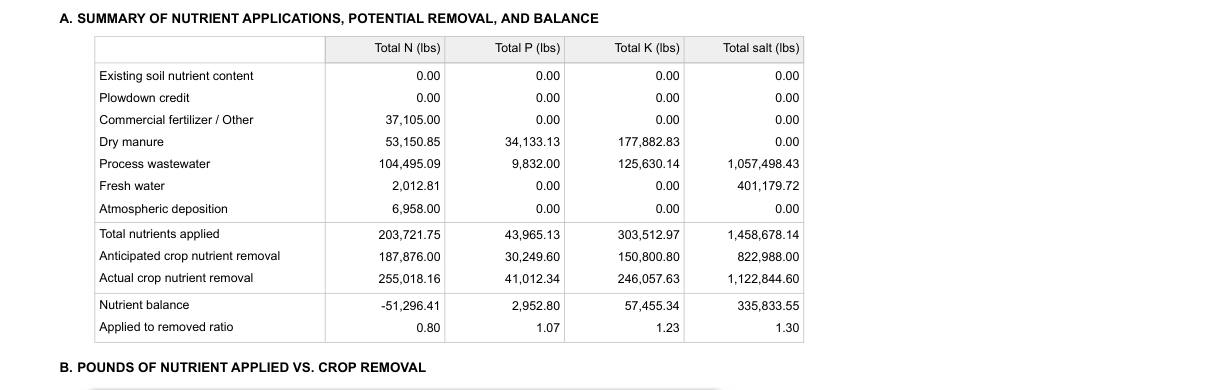 A. SUMMARY OF NUTRIENT APPLICATIONS, POTENTIAL REMOVAL, AND BALANCE
Total N (lbs) Total P (lbs) Total K (lbs) Total salt (lbs)
Existing soil nutrient content 0.00 0.00 0.00 0.00
Plowdown credit 0.00 0.00 0.00 0.00
Commercial fertilizer / Other 37,105.00 0.00 0.00 0.00
Dry manure 53,150.85 34,133.13 177,882.83 0.00
Process wastewater 104,495.09 9,832.00 125,630.14 1,057,498.43
Fresh water 2,012.81 0.00 0.00 401,179.72
Atmospheric deposition 6,958.00 0.00 0.00 0.00
Total nutrients applied 203,721.75 43,965.13 303,512.97 1,458,678.14
Anticipated crop nutrient removal 187,876.00 30,249.60 150,800.80 822,988.00
Actual crop nutrient removal 255,018.16 41,012.34 246,057.63 1,122,844.60
Nutrient balance -51,296.41 2,952.80 57,455.34 335,833.55
Applied to removed ratio 0.80 1.07 1.23 1.30
B. POUNDS OF NUTRIENT APPLIED VS. CROP REMOVAL